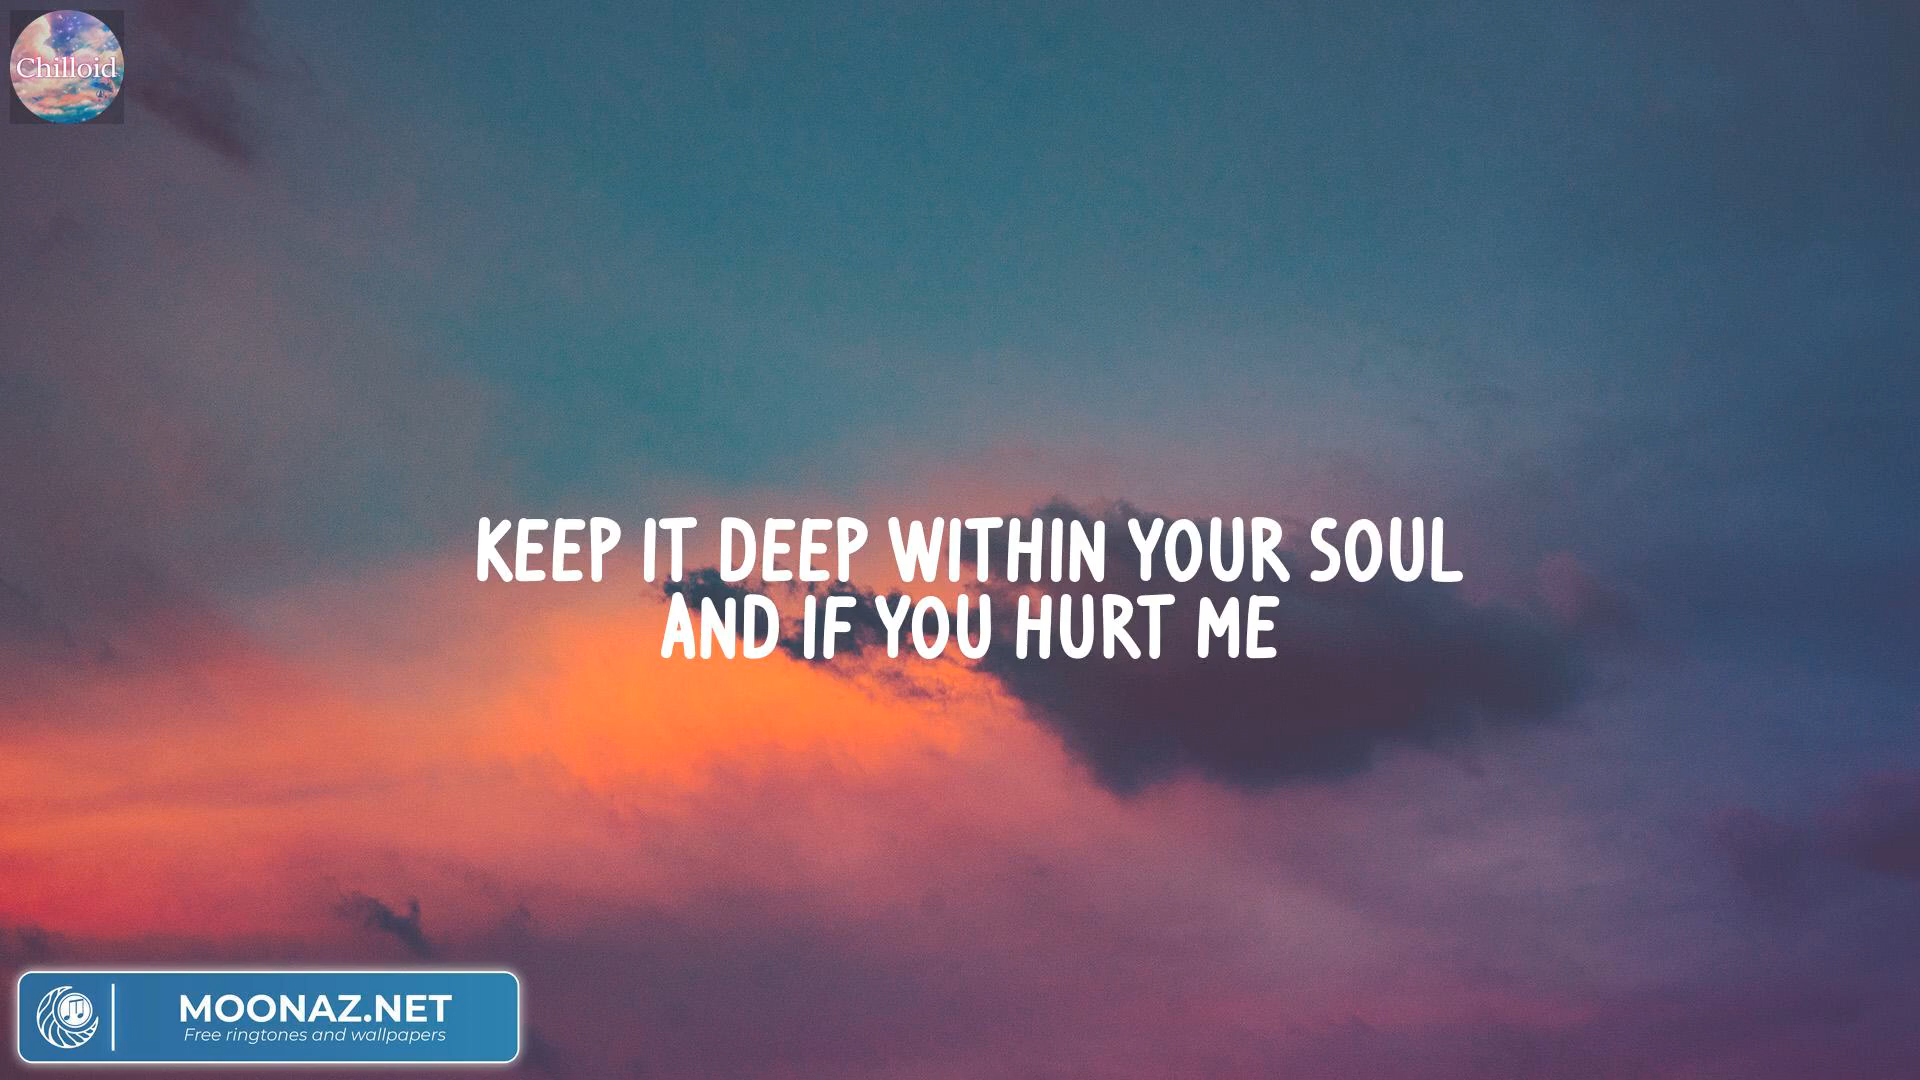 Chilloid
KEEP IT DEEP WITHIN YOUR SOUL
AND IF YOU HURT ME
MOONAZ.NET
Free ringtones and wallpapers